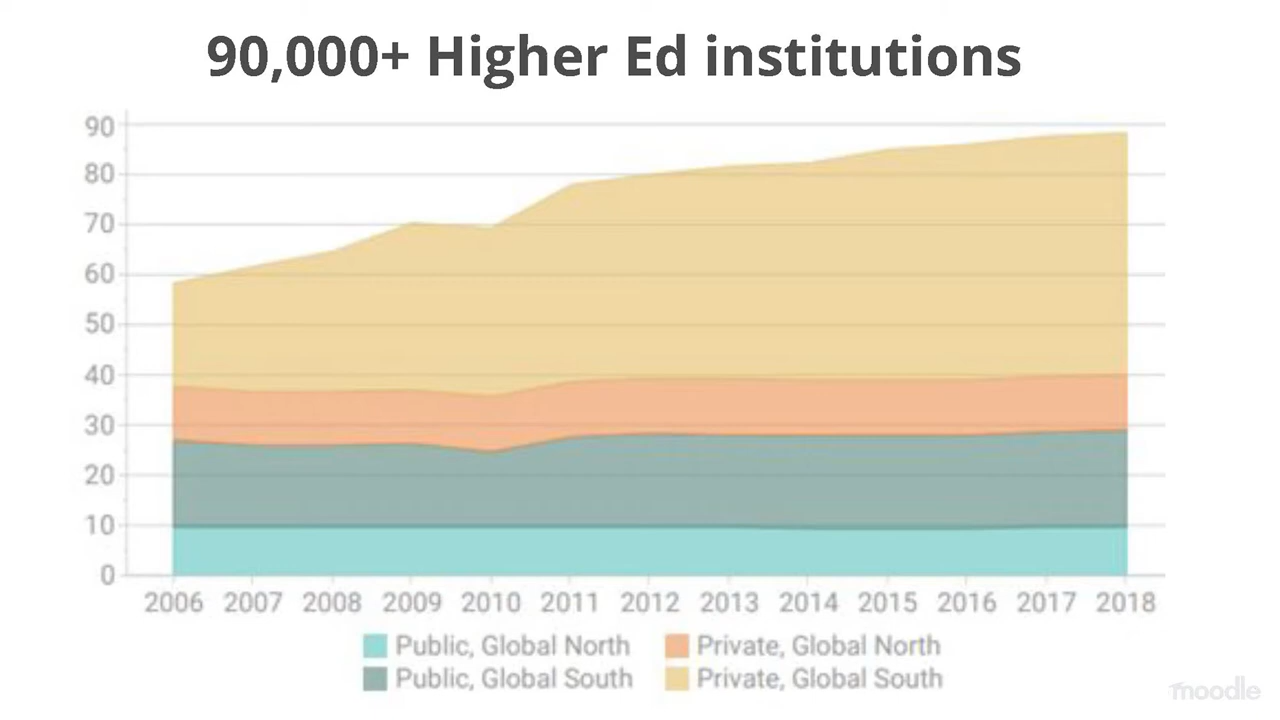 90,000+ Higher Ed institutions
90
80
70
60
50
40
30
20
10
0
2006 2007 2008 2009 2010 2011 2012 2013 2014 2015 2016 2017 2018
Public, Global North Private, Global North
Public, Global South Private, Global South
moodle